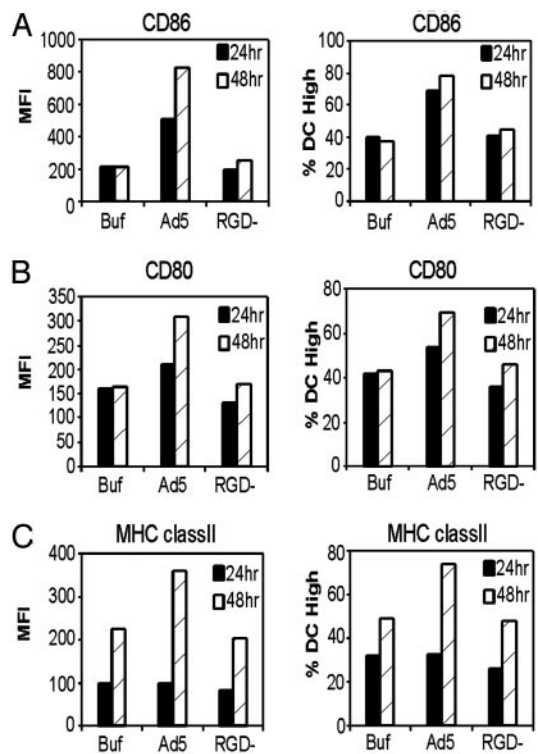 A
CD86
CD86
MFI
1000
800
600
400
200
0
24hr
48hr
Buf Ad5 RGD-
% DC High
100
80
60
40
20
0
24hr
48hr
Buf Ad5 RGD-
B
CD80
CD80
MFI
350
300
250
200
150
100
50
0
24hr
48hr
Buf Ad5 RGD-
% DC High
80
60
40
20
0
24hr
48hr
Buf Ad5 RGD-
C
MHC classII
MHC classII
MFI
400
300
200
100
0
24hr
48hr
Buf Ad5 RGD-
% DC High
80
60
40
20
0
24hr
48hr
Buf Ad5 RGD-